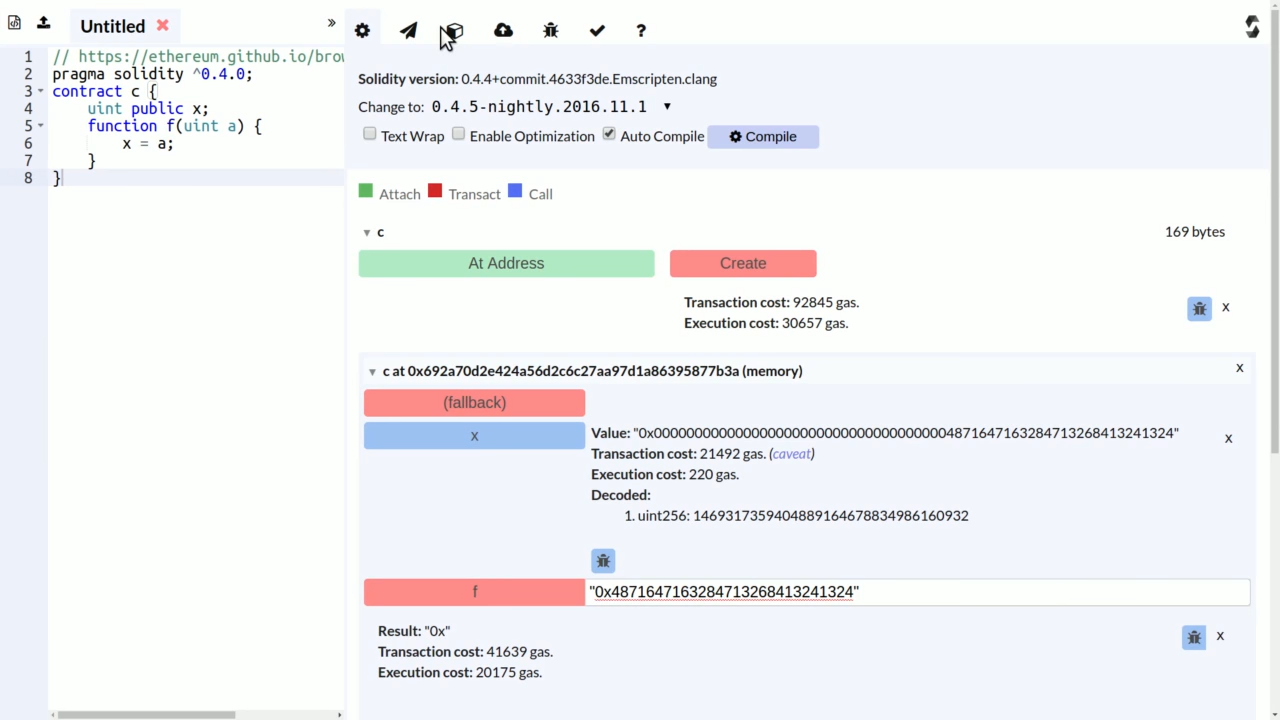 Untitled ✖ »
1 // https://ethereum.github.io/brow
2 pragma solidity ^0.4.0;
3 contract c {
4 uint public x;
5 function f(uint a) {
6 x = a;
7 }
8 }
?
Solidity version: 0.4.4+commit.4633f3de.Emscripten.clang
Change to: 0.4.5-nightly.2016.11.1 ▼
Text Wrap Enable Optimization Auto Compile Compile
Attach Transact Call
▼ c 169 bytes
At Address Create
Transaction cost: 92845 gas. x
Execution cost: 30657 gas.
▼ c at 0x692a70d2e424a56d2c6c27aa97d1a86395877b3a (memory) x
(fallback)
x Value: "0x000000000000000000000000000000000000004871647163284713268413241324" x
Transaction cost: 21492 gas. (caveat)
Execution cost: 220 gas.
Decoded:
1. uint256: 1469317359404889164678834986160932
f "0x4871647163284713268413241324"
Result: "0x" x
Transaction cost: 41639 gas.
Execution cost: 20175 gas.